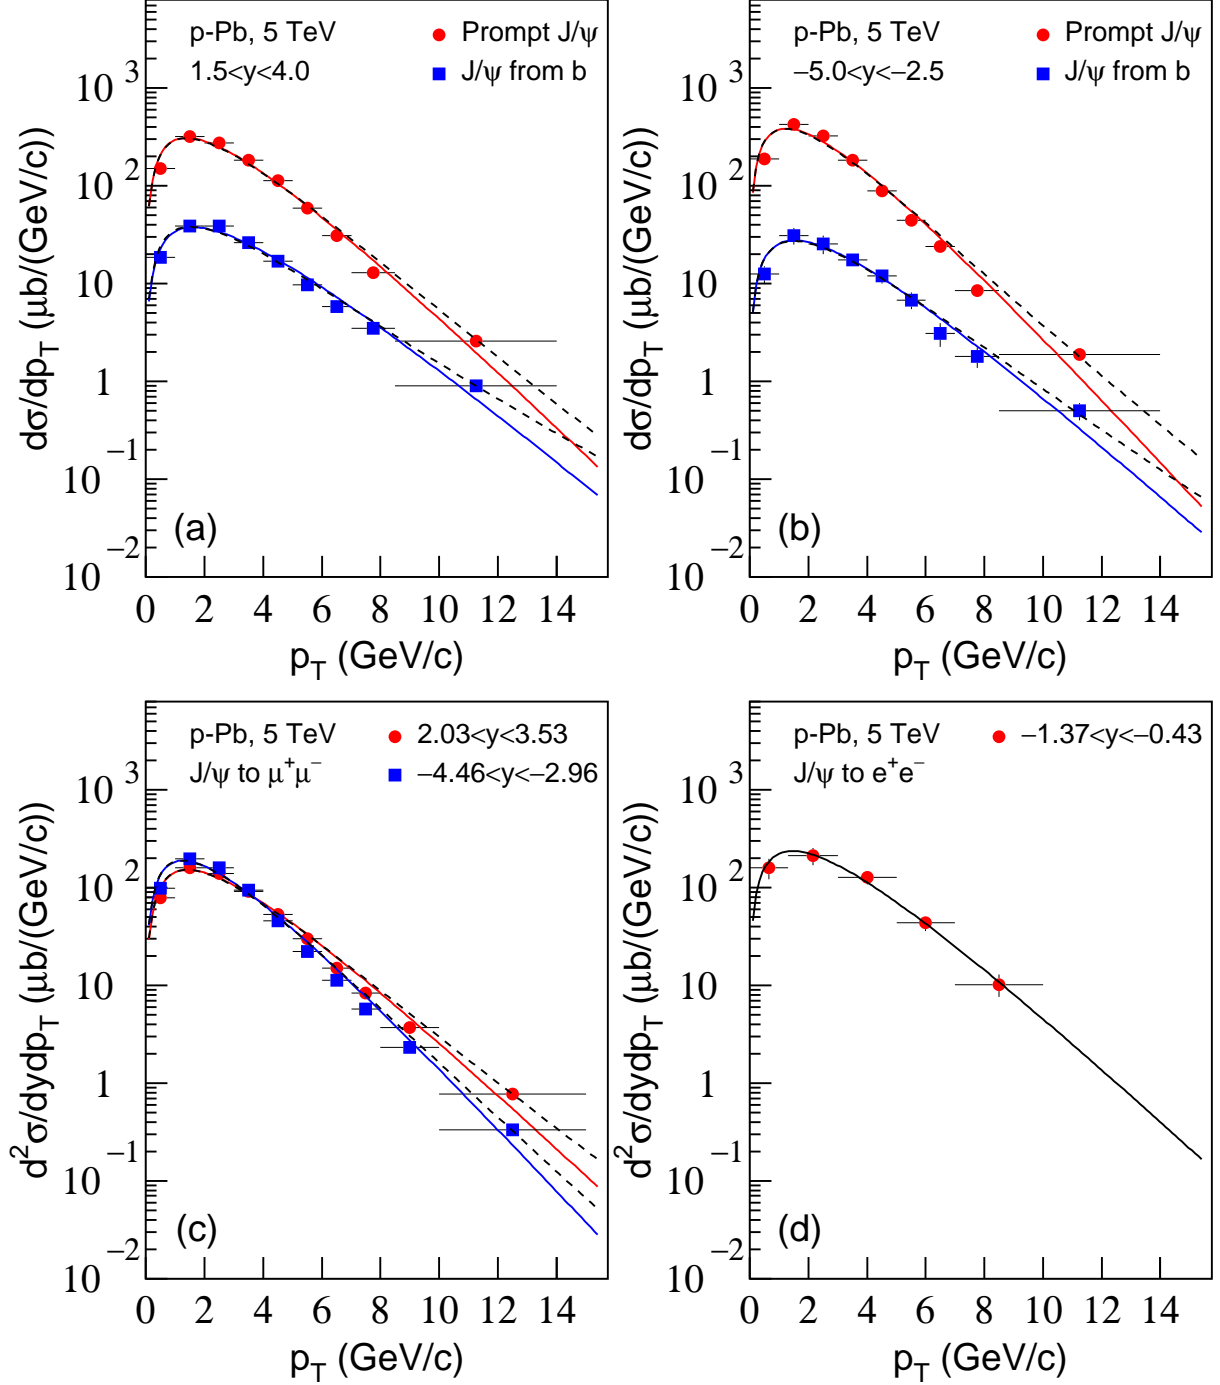 p-Pb, 5 TeV
1.5<y<4.0
Prompt J/ψ
J/ψ from b
dσ/dp_T (μb/(GeV/c))
10^3
10^2
10
1
10^−1
10^−2
(a)
0 2 4 6 8 10 12 14
p_T (GeV/c)
p-Pb, 5 TeV
−5.0<y<−2.5
Prompt J/ψ
J/ψ from b
dσ/dp_T (μb/(GeV/c))
10^3
10^2
10
1
10^−1
10^−2
(b)
0 2 4 6 8 10 12 14
p_T (GeV/c)
p-Pb, 5 TeV
J/ψ to μ^+μ^−
2.03<y<3.53
−4.46<y<−2.96
d^2σ/dydp_T (μb/(GeV/c))
10^3
10^2
10
1
10^−1
10^−2
(c)
0 2 4 6 8 10 12 14
p_T (GeV/c)
p-Pb, 5 TeV
J/ψ to e^+e^−
−1.37<y<−0.43
d^2σ/dydp_T (μb/(GeV/c))
10^3
10^2
10
1
10^−1
10^−2
(d)
0 2 4 6 8 10 12 14
p_T (GeV/c)